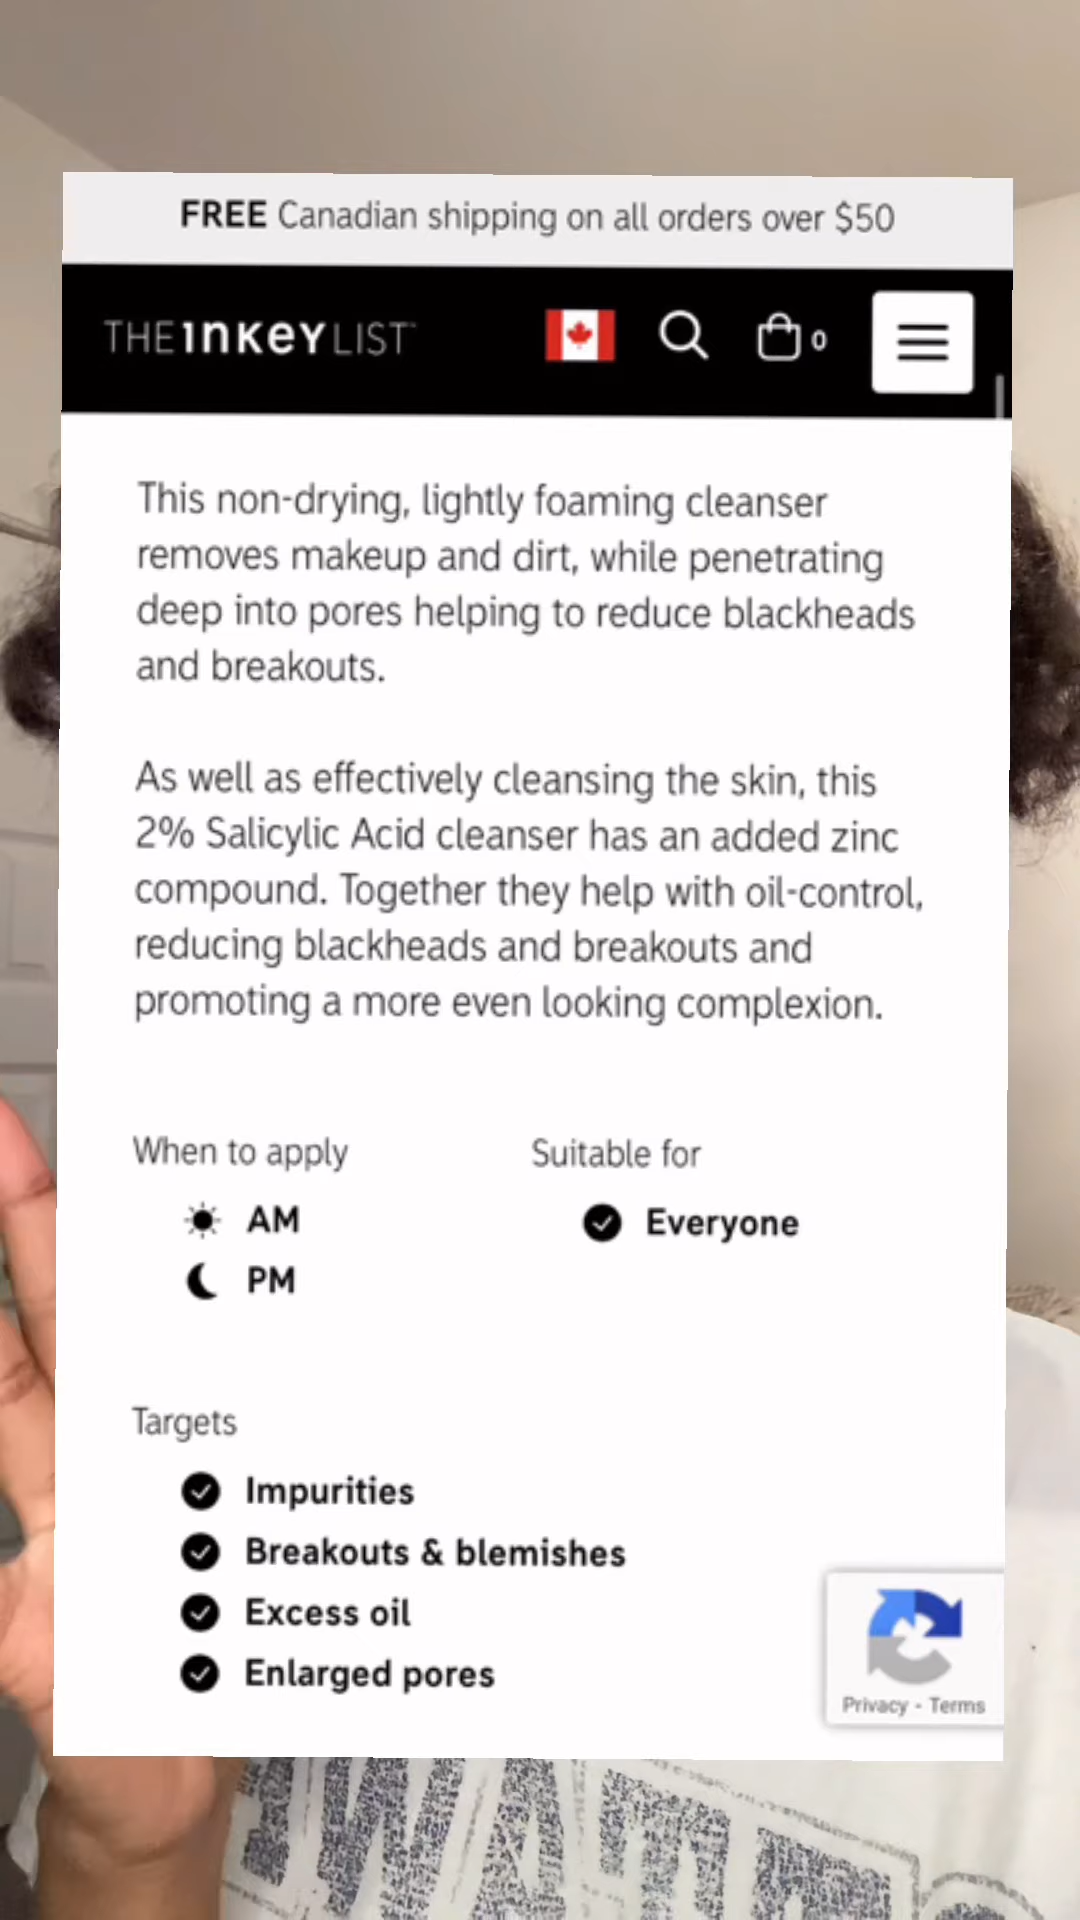 FREE Canadian shipping on all orders over $50
THE INKEY LIST™
0
This non-drying, lightly foaming cleanser
removes makeup and dirt, while penetrating
deep into pores helping to reduce blackheads
and breakouts.
As well as effectively cleansing the skin, this
2% Salicylic Acid cleanser has an added zinc
compound. Together they help with oil-control,
reducing blackheads and breakouts and
promoting a more even looking complexion.
When to apply
AM
PM
Suitable for
Everyone
Targets
Impurities
Breakouts & blemishes
Excess oil
Enlarged pores
Privacy - Terms